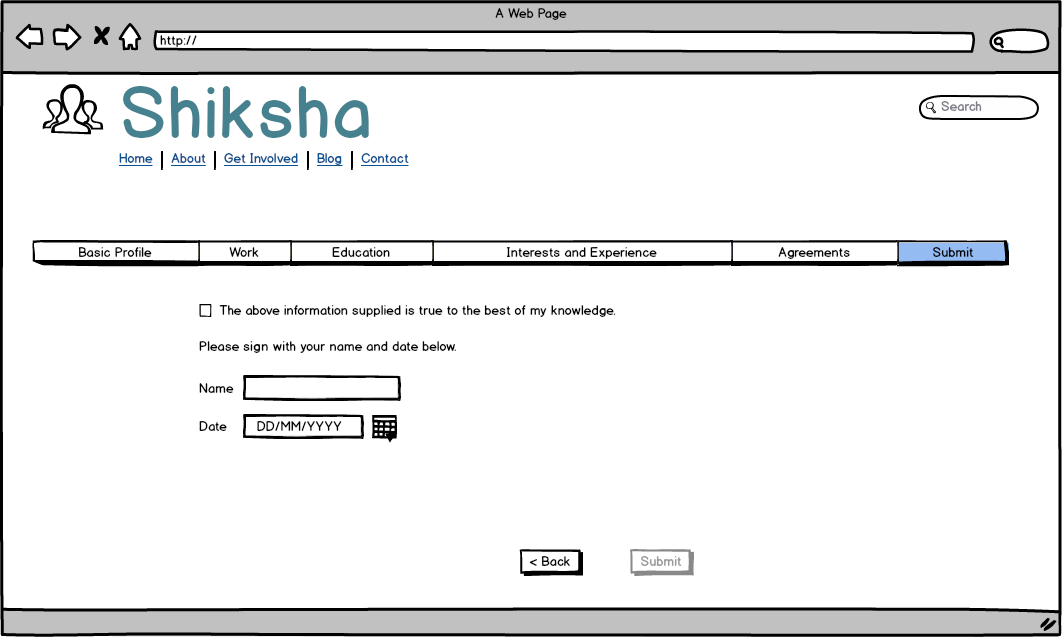 A Web Page
http://
Shiksha
Search
Home About Get Involved Blog Contact
Basic Profile Work Education Interests and Experience Agreements Submit
The above information supplied is true to the best of my knowledge.
Please sign with your name and date below.
Name
Date DD/MM/YYYY
< Back Submit